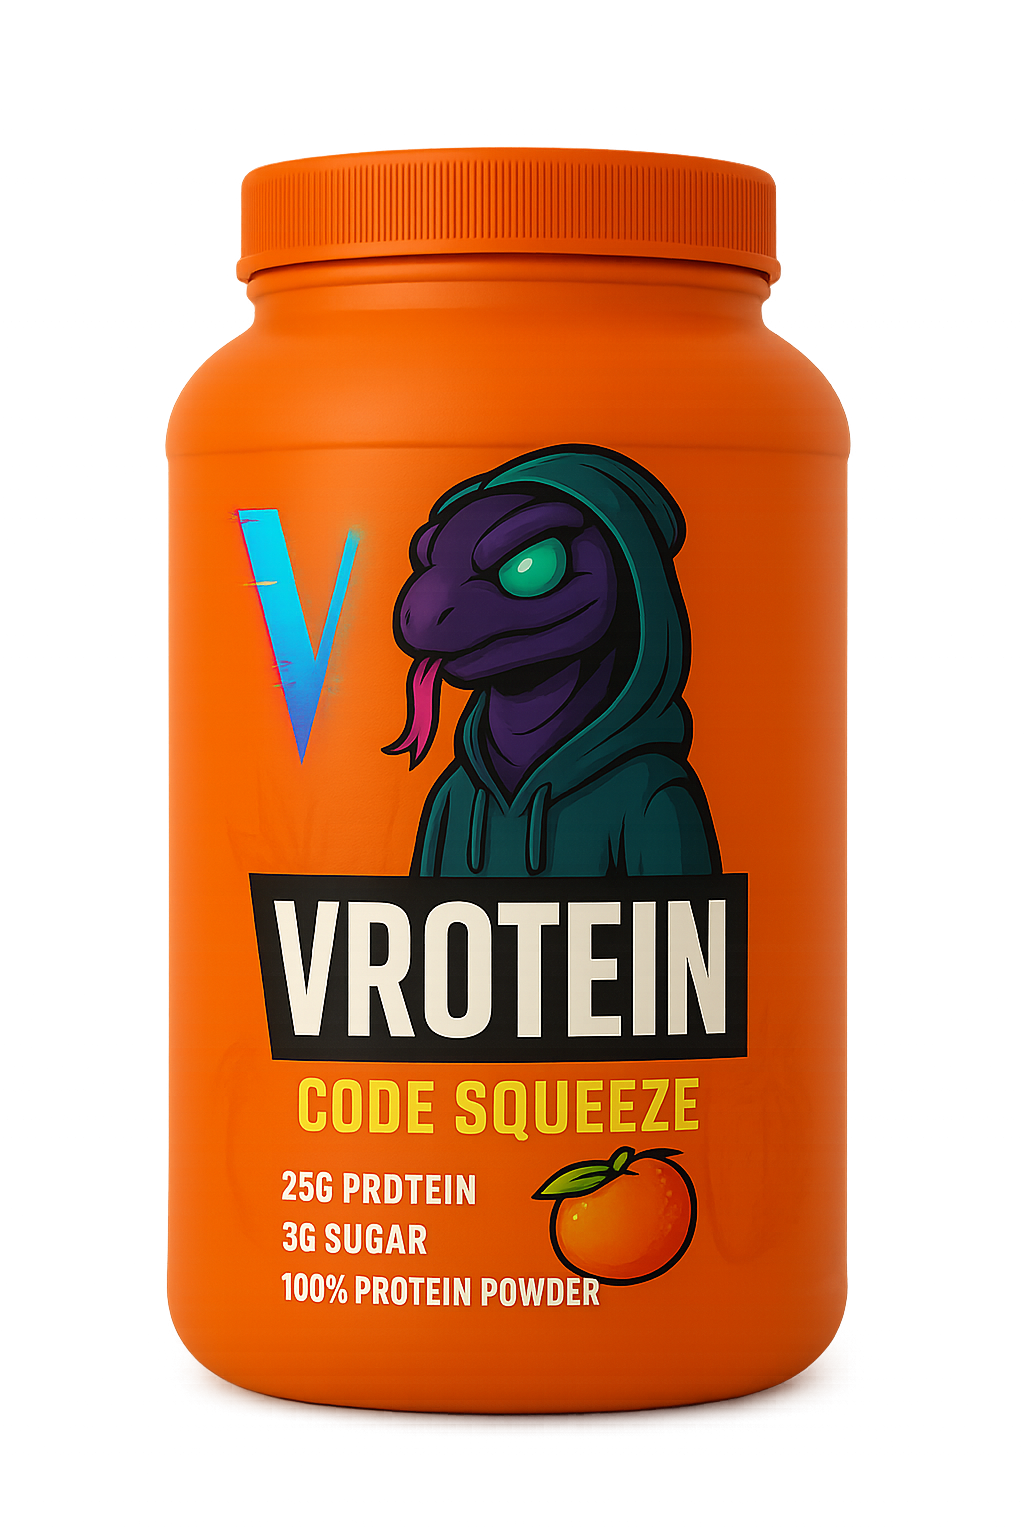 V
VROTEIN
CODE SQUEEZE
25G PRDTEIN
3G SUGAR
100% PROTEIN POWDER